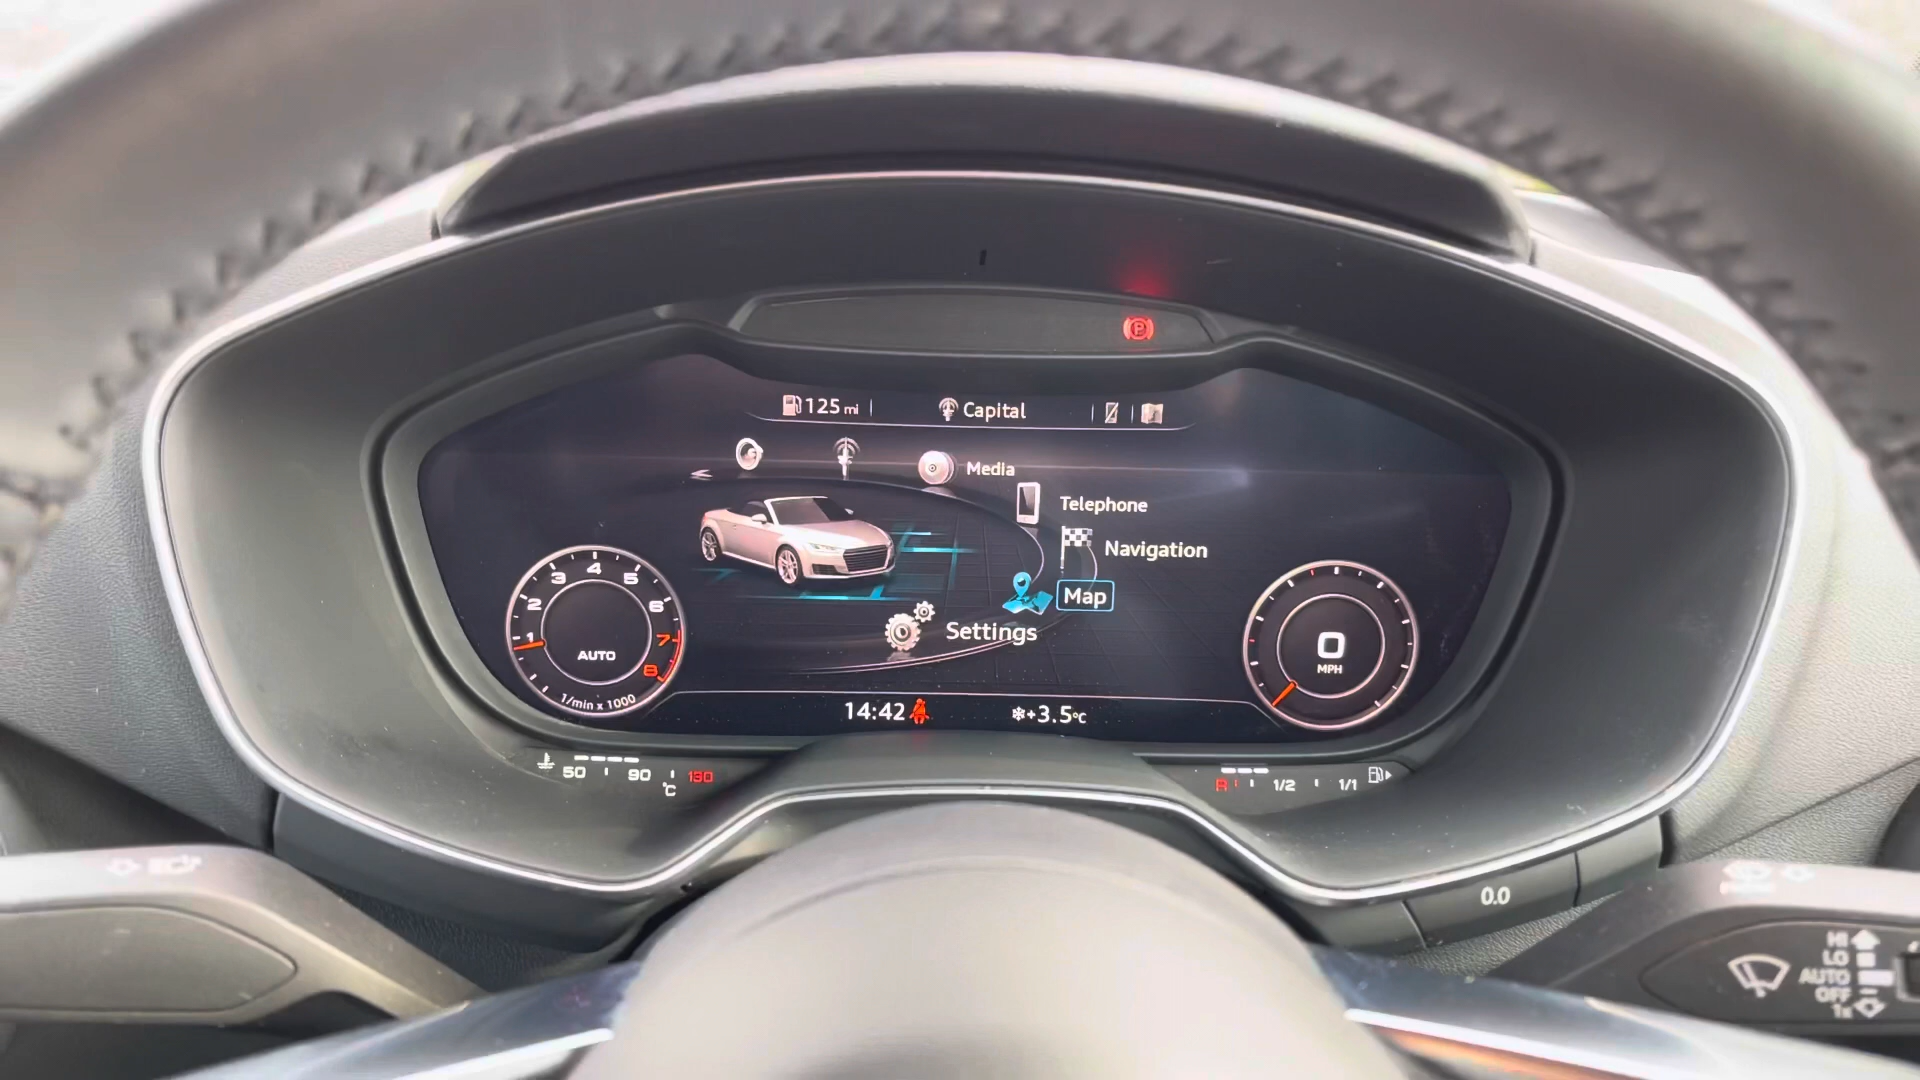 P
125 mi
Capital
Media
Telephone
Navigation
Map
Settings
1 2 3 4 5 6 7 8
AUTO
1/min x 1000
0
MPH
14:42
+3.5°C
50 90 130
°C
R 1/2 1/1
0.0
HI
LO
AUTO
OFF
1x